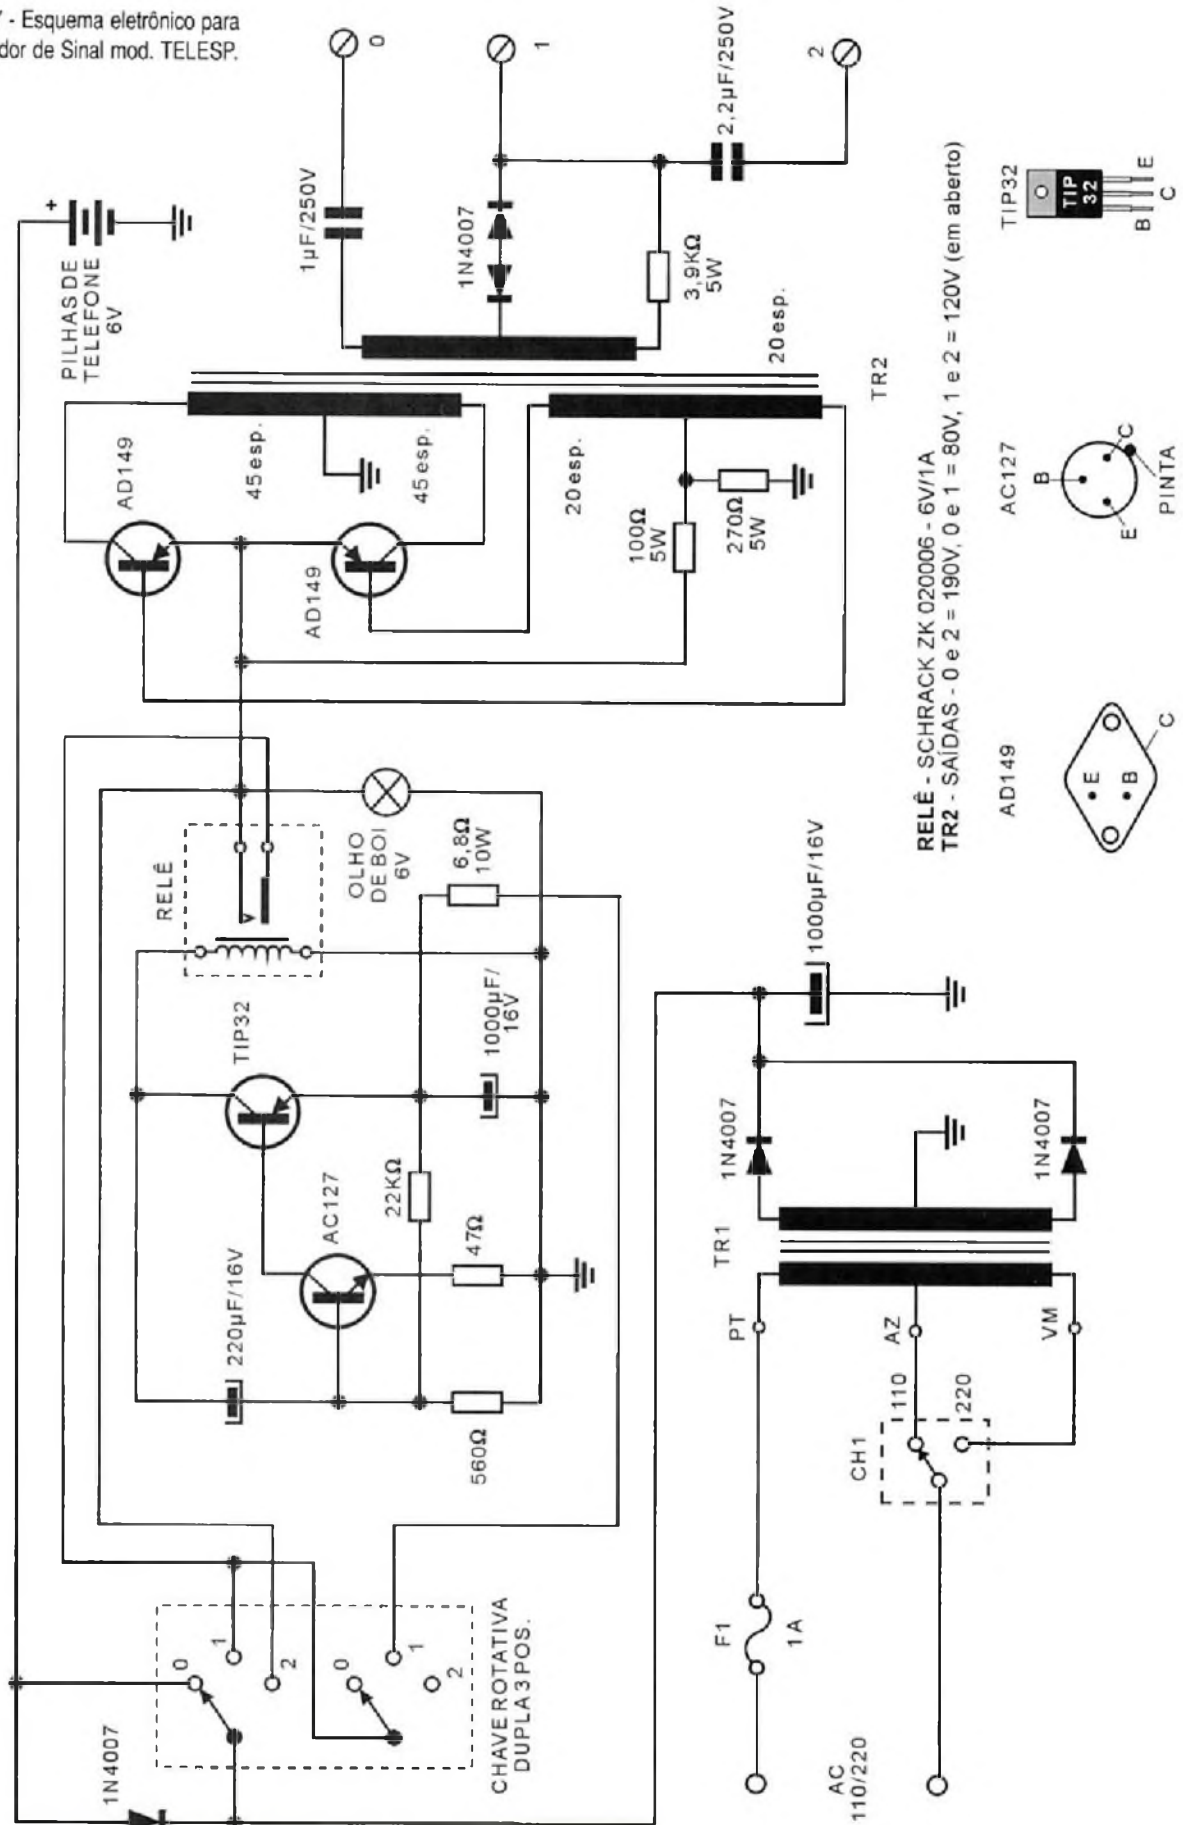 - Esquema eletrônico para
dor de Sinal mod. TELESP.
PILHAS DE
TELEFONE
6V
+
0
1
2
1µF/250V
1N4007
2,2µF/250V
3,9KΩ
5W
20esp.
TR2
AD149
45esp.
45esp.
AD149
20esp.
100Ω
5W
270Ω
5W
RELÊ
OLHO
DE BOI
6V
6,8Ω
10W
TIP32
1000µF/
16V
AC127
22KΩ
47Ω
220µF/16V
560Ω
1N4007
0
1
2
0
1
2
CHAVE ROTATIVA
DUPLA 3 POS.
1000µF/16V
1N4007
1N4007
TR1
PT
AZ
VM
110
220
CH1
F1
1A
AC
110/220
RELÊ - SCHRACK ZK 020006 - 6V/1A
TR2 - SAÍDAS - 0 e 2 = 190V, 0 e 1 = 80V, 1 e 2 = 120V (em aberto)
AD149
E
B
C
AC127
B
E
C
PINTA
TIP32
TIP
32
B
C
E